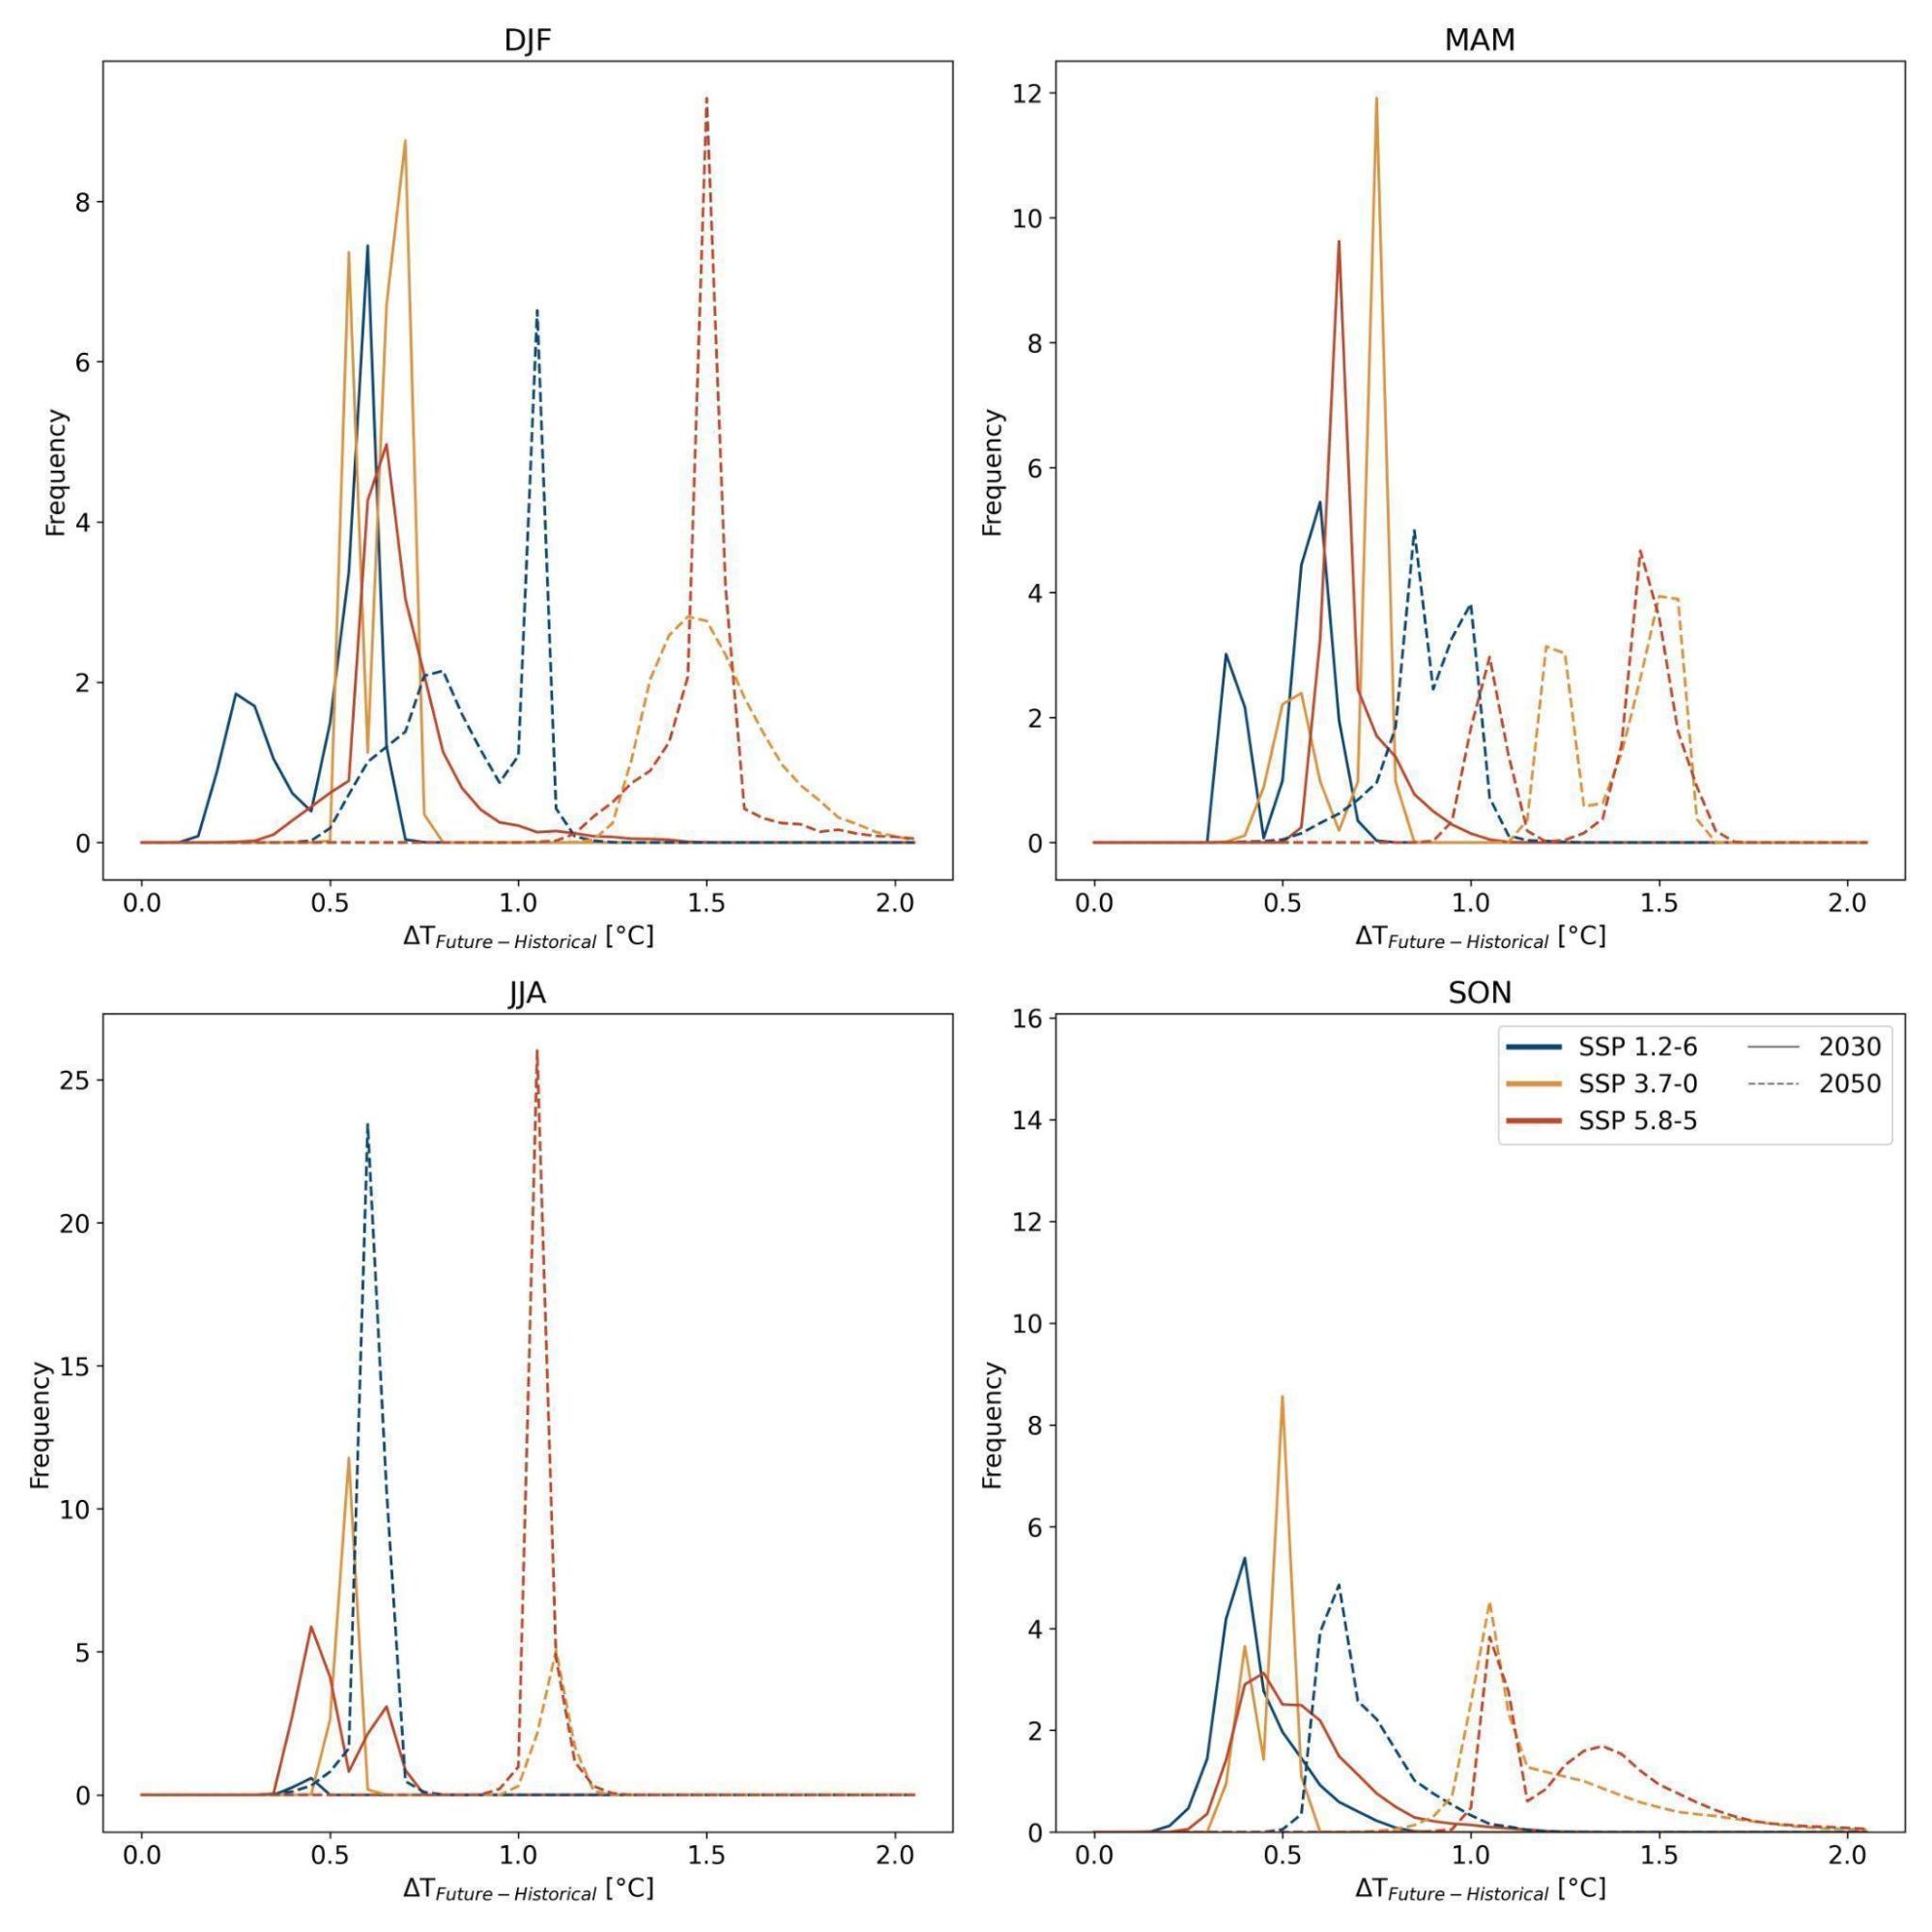 DJF
Frequency
8
6
4
2
0
0.0 0.5 1.0 1.5 2.0
ΔTFuture − Historical [°C]
MAM
Frequency
12
10
8
6
4
2
0
0.0 0.5 1.0 1.5 2.0
ΔTFuture − Historical [°C]
JJA
Frequency
25
20
15
10
5
0
0.0 0.5 1.0 1.5 2.0
ΔTFuture − Historical [°C]
SON
Frequency
16
14
12
10
8
6
4
2
0
0.0 0.5 1.0 1.5 2.0
ΔTFuture − Historical [°C]
SSP 1.2-6 2030
SSP 3.7-0 2050
SSP 5.8-5